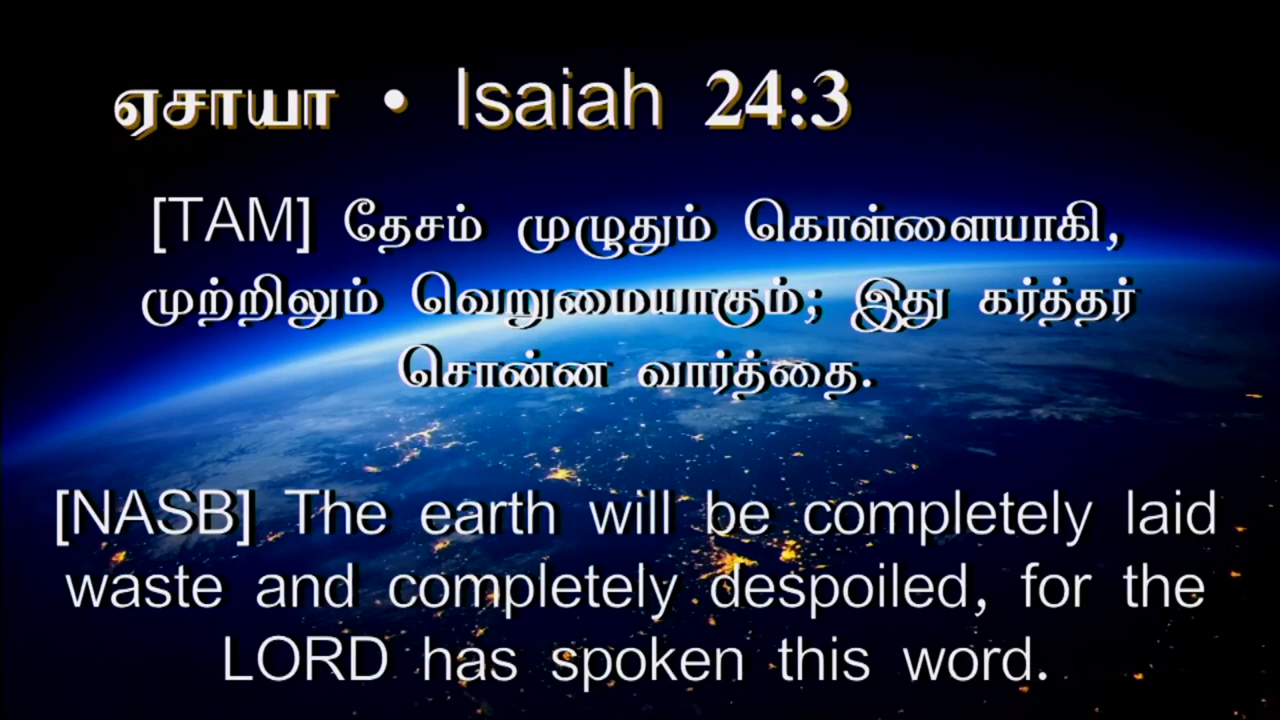 ஏசாயா • Isaiah 24:3
[TAM] தேசம் முழுதும் கொள்ளையாகி,
முற்றிலும் வெறுமையாகும்; இது கர்த்தர்
சொன்ன வார்த்தை.
[NASB] The earth will be completely laid
waste and completely despoiled, for the
LORD has spoken this word.